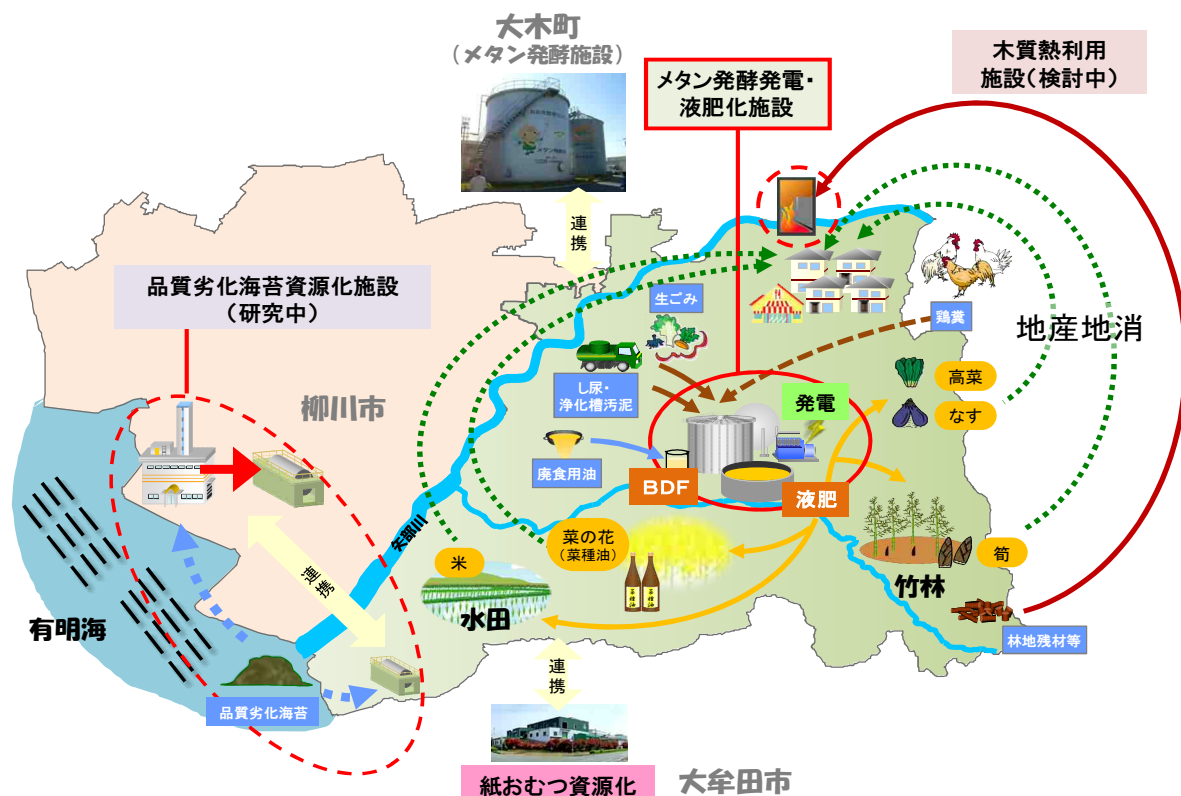 大木町
(メタン発酵施設)
メタン発酵発電・
液肥化施設
木質熱利用
施設(検討中)
連携
品質劣化海苔資源化施設
(研究中)
生ごみ
鶏糞
地産地消
し尿・
浄化槽汚泥
発電
高菜
なす
柳川市
廃食用油
BDF
液肥
矢部川
菜の花
(菜種油)
筍
米
菜種油
菜種油
竹林
水田
連携
有明海
林地残材等
連携
品質劣化海苔
紙おむつ資源化
大牟田市